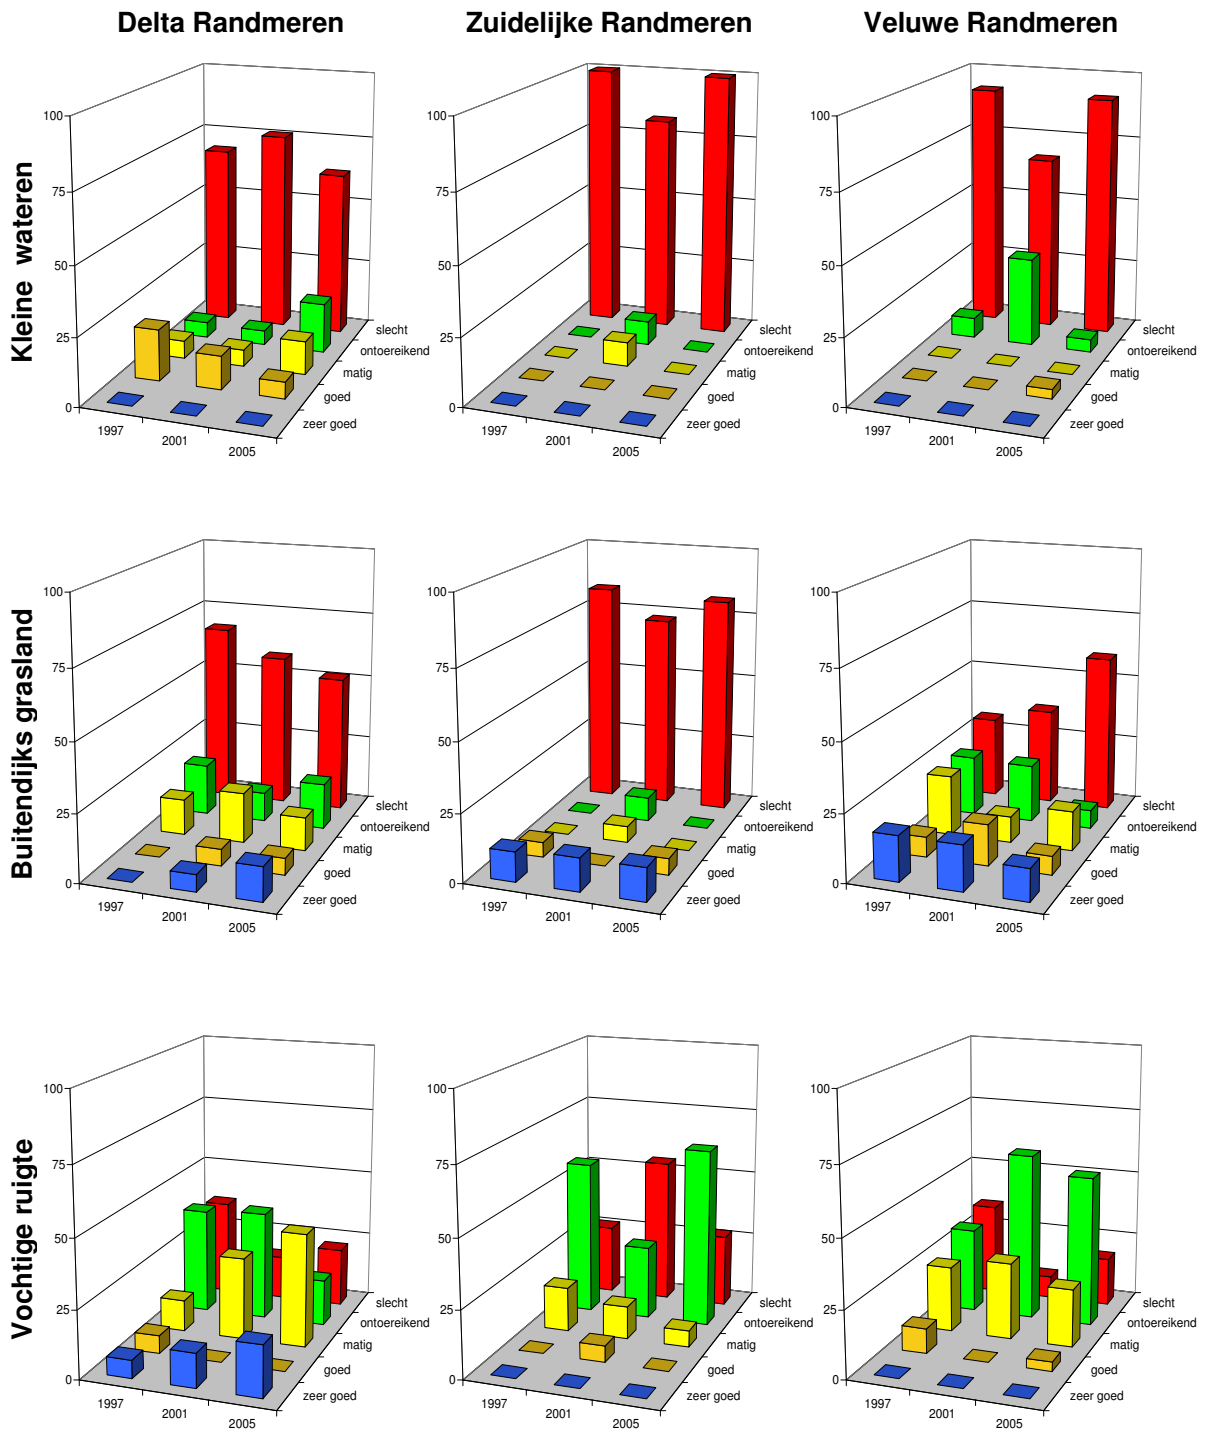 Delta Randmeren
Zuidelijke Randmeren
Veluwe Randmeren
Kleine wateren
100
75
50
25
0
1997
2001
2005
slecht
ontoereikend
matig
goed
zeer goed
100
75
50
25
0
1997
2001
2005
slecht
ontoereikend
matig
goed
zeer goed
100
75
50
25
0
1997
2001
2005
slecht
ontoereikend
matig
goed
zeer goed
Buitendijks grasland
100
75
50
25
0
1997
2001
2005
slecht
ontoereikend
matig
goed
zeer goed
100
75
50
25
0
1997
2001
2005
slecht
ontoereikend
matig
goed
zeer goed
100
75
50
25
0
1997
2001
2005
slecht
ontoereikend
matig
goed
zeer goed
Vochtige ruigte
100
75
50
25
0
1997
2001
2005
slecht
ontoereikend
matig
goed
zeer goed
100
75
50
25
0
1997
2001
2005
slecht
ontoereikend
matig
goed
zeer goed
100
75
50
25
0
1997
2001
2005
slecht
ontoereikend
matig
goed
zeer goed